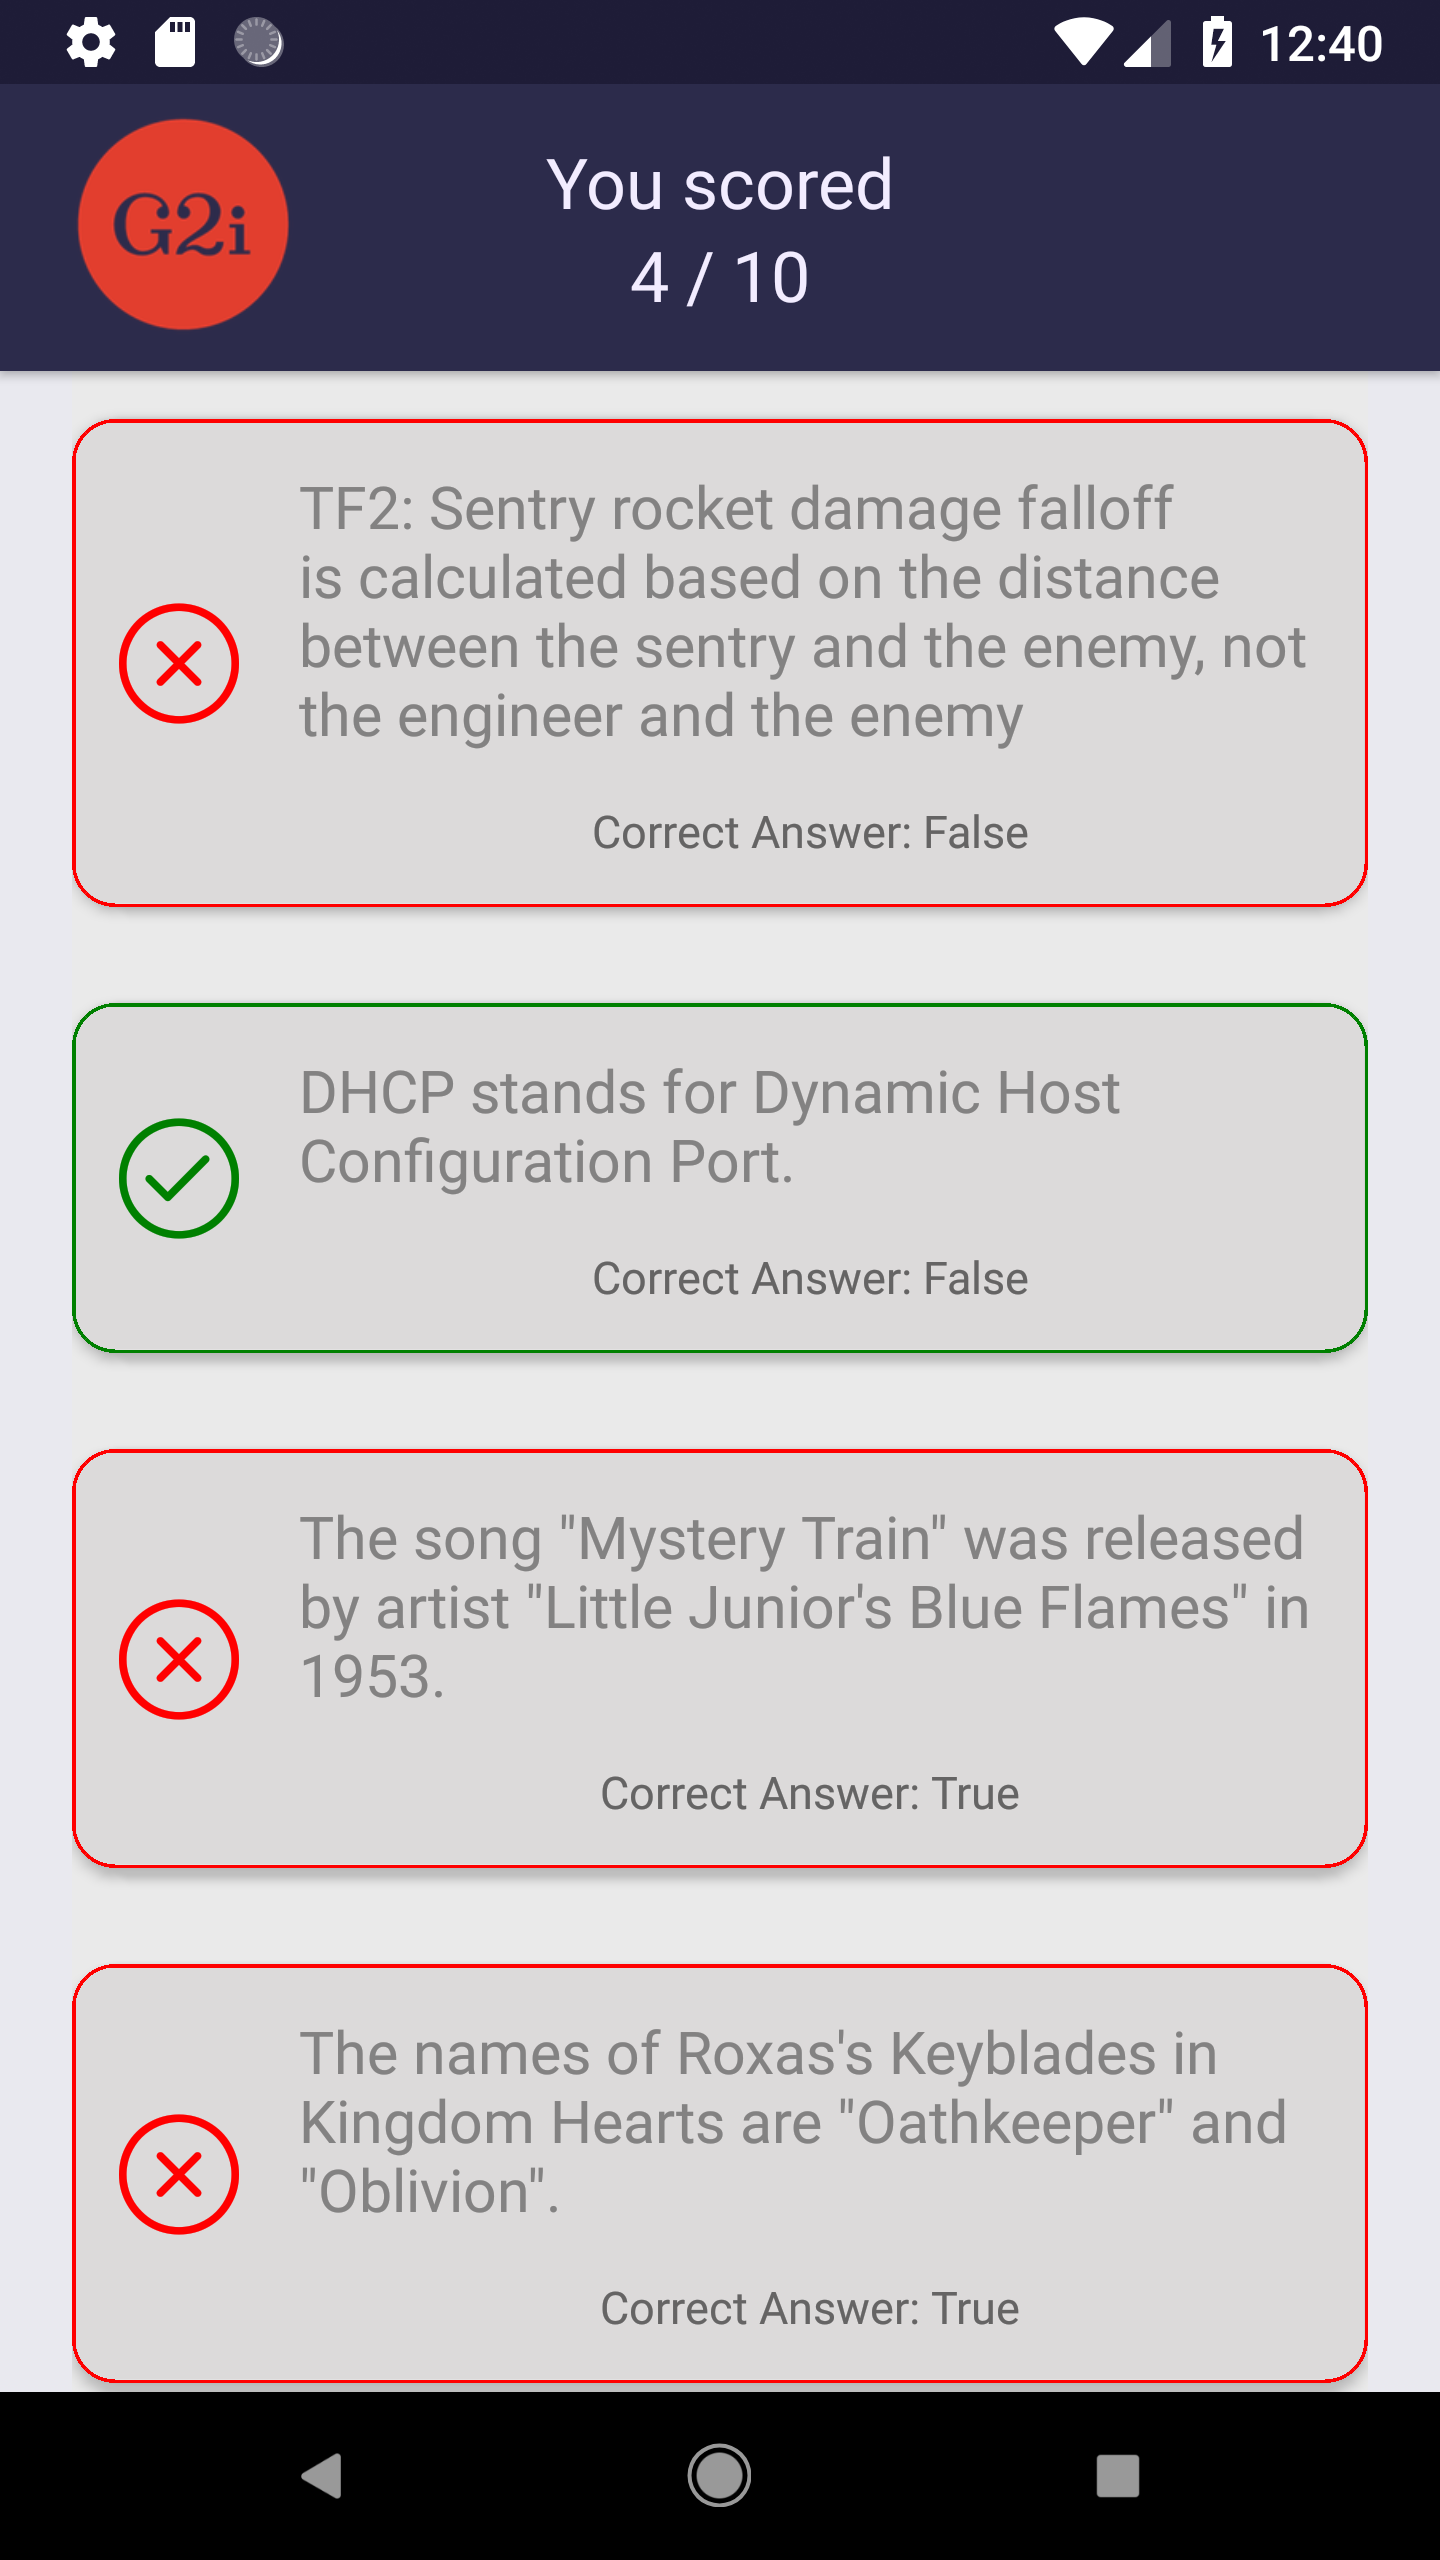 12:40
G2i
You scored
4 / 10
TF2: Sentry rocket damage falloff
is calculated based on the distance
between the sentry and the enemy, not
the engineer and the enemy
Correct Answer: False
DHCP stands for Dynamic Host
Configuration Port.
Correct Answer: False
The song "Mystery Train" was released
by artist "Little Junior's Blue Flames" in
1953.
Correct Answer: True
The names of Roxas's Keyblades in
Kingdom Hearts are "Oathkeeper" and
"Oblivion".
Correct Answer: True